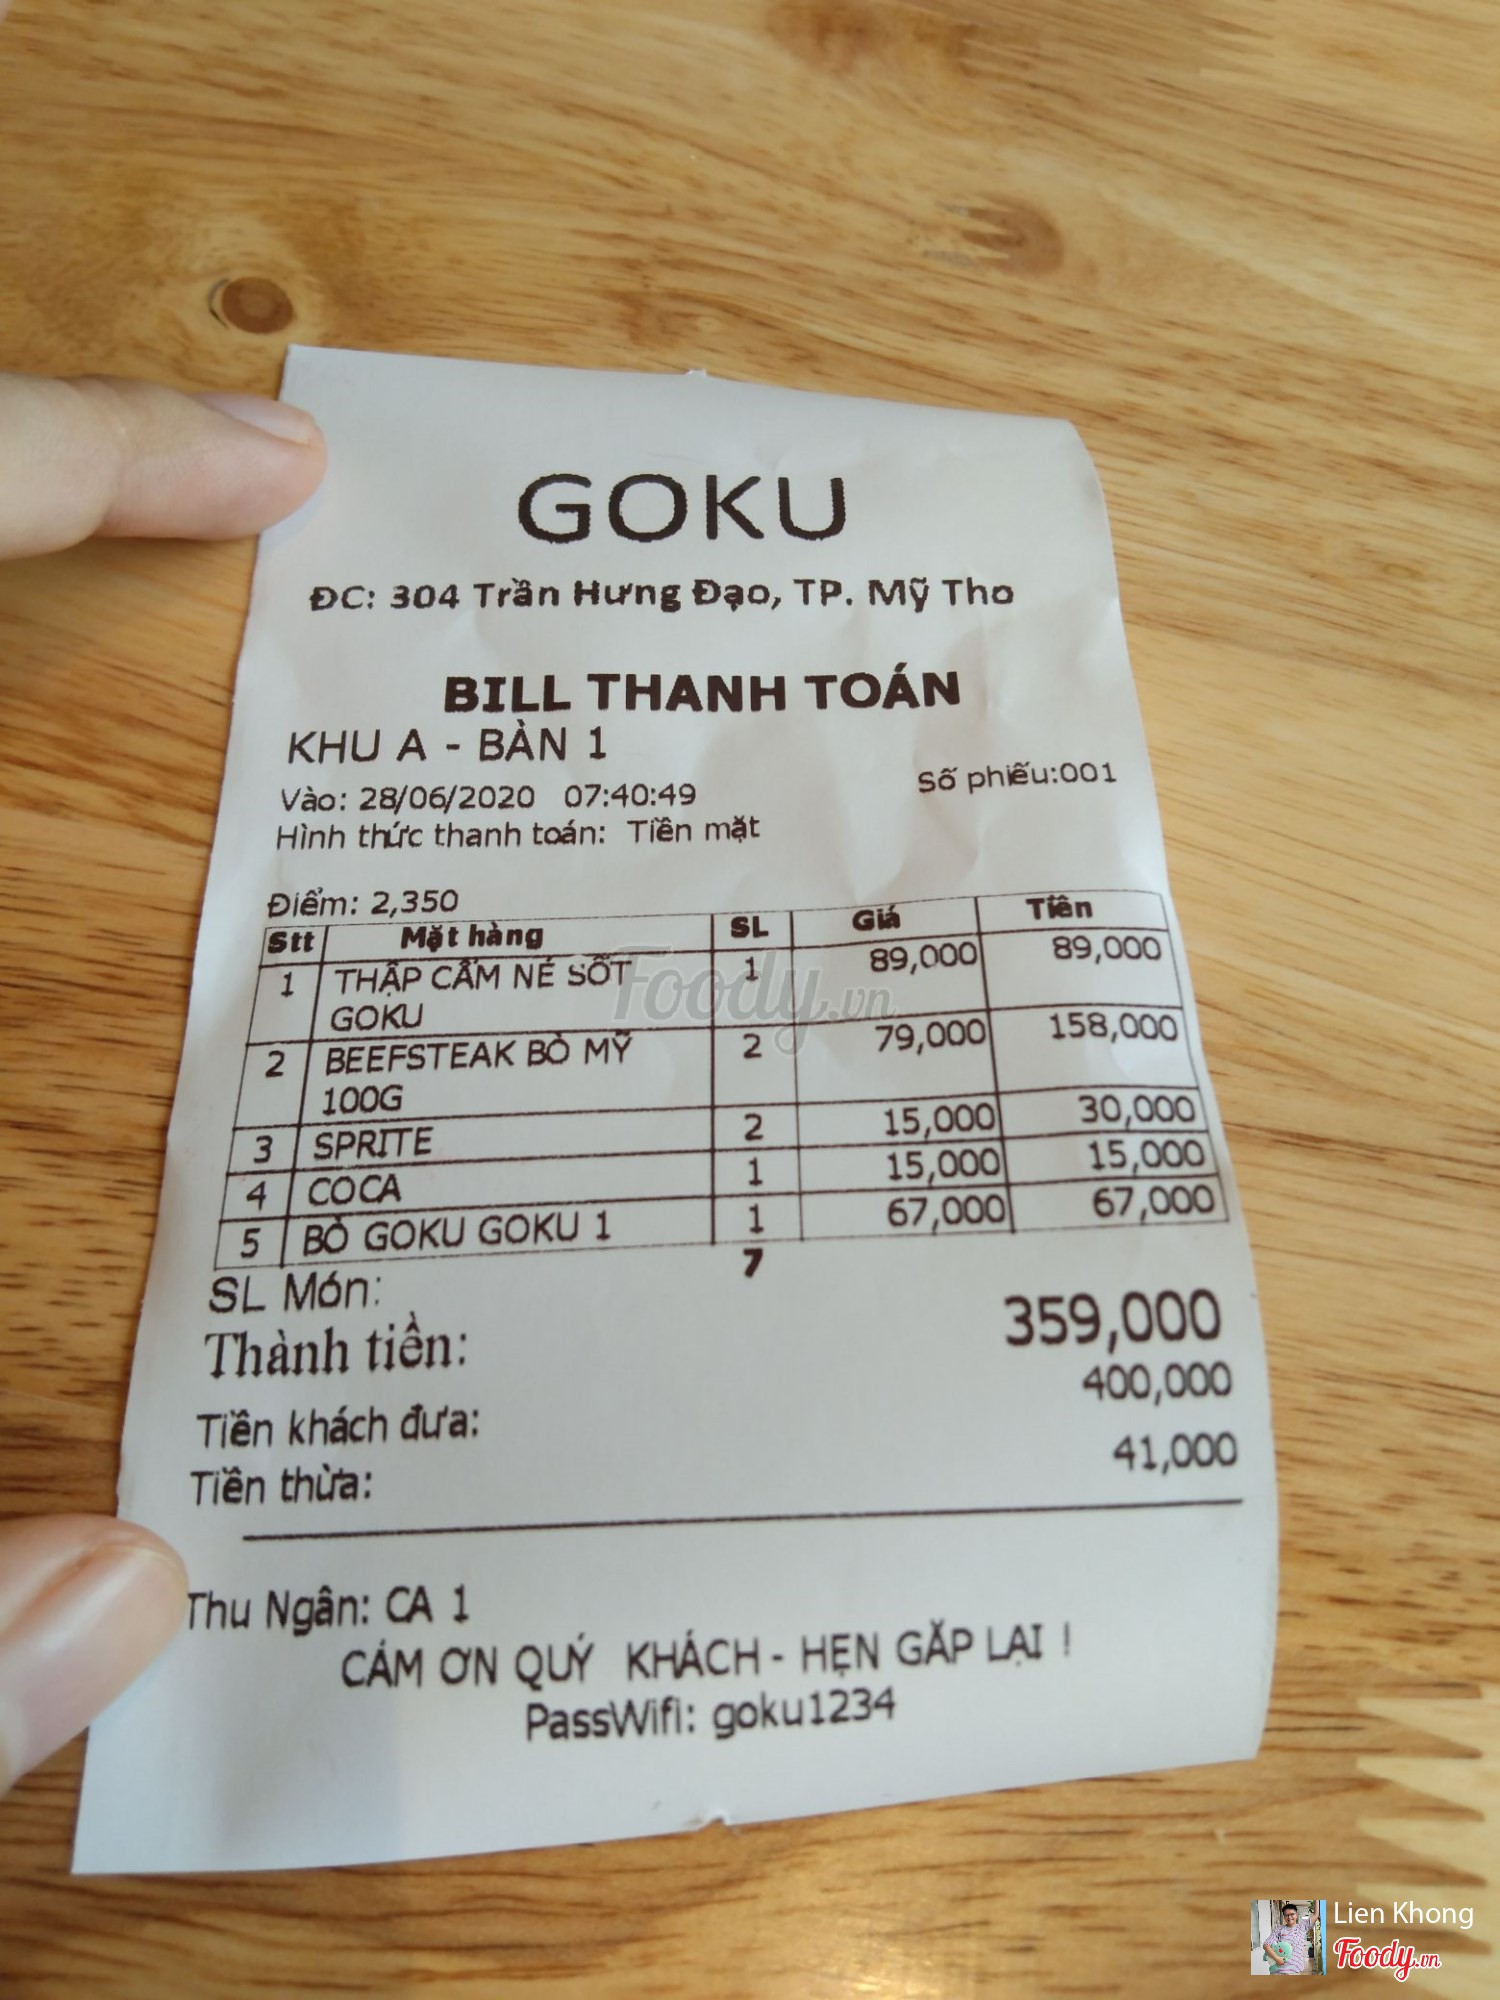 GOKU
ĐC: 304 Trần Hưng Đạo, TP. Mỹ Tho
BILL THANH TOÁN
KHU A - BÀN 1
Vào: 28/06/2020 07:40:49 Số phiếu:001
Hình thức thanh toán: Tiền mặt
Điểm: 2,350
Stt Mặt hàng SL Giá Tiền
1 THẬP CẨM NÉ SỐT 1 89,000 89,000
GOKU
2 BEEFSTEAK BÒ MỸ 2 79,000 158,000
100G
3 SPRITE 2 15,000 30,000
4 COCA 1 15,000 15,000
5 BÒ GOKU GOKU 1 1 67,000 67,000
SL Món: 7
Thành tiền: 359,000
Tiền khách đưa: 400,000
Tiền thừa: 41,000
Thu Ngân: CA 1
CÁM ƠN QUÝ KHÁCH - HẸN GẶP LẠI !
PassWifi: goku1234
Foody.vn
Lien Khong
Foody.vn